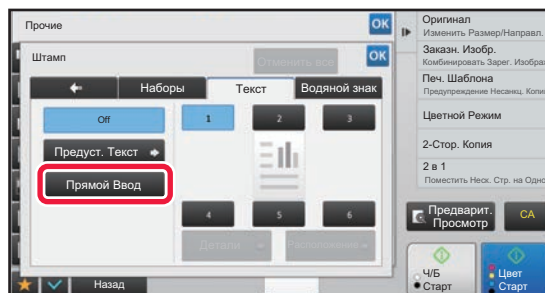 Прочие
OK
Штамп
Отменить все
OK
Наборы
Текст
Водяной знак
Off
Предуст. Текст
Прямой Ввод
1
2
3
4
5
6
Детали
Расположение
Назад
Оригинал
Изменить Размер/Направл.
Заказн. Изобр.
Комбинировать Зарег. Изображ
Печ. Шаблона
Предупреждение Несанкц. Копи
Цветной Режим
2-Стор. Копия
2 в 1
Поместить Неск. Стр. на Одно
Предварит.
Просмотр
CA
Ч/Б
Старт
Цвет
Старт